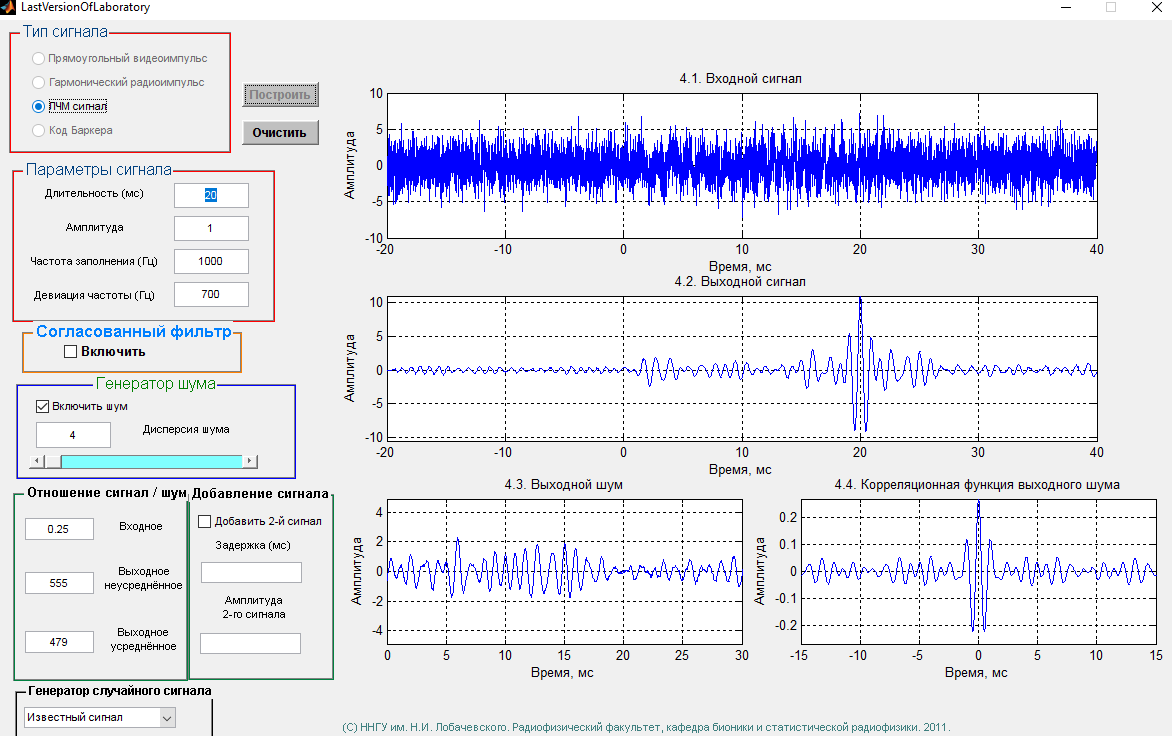 LastVersionOfLaboratory
Тип сигнала
Прямоугольный видеоимпульс
Гармонический радиоимпульс
ЛЧМ сигнал
Код Баркера
Построить
Очистить
Параметры сигнала
Длительность (мс)
20
Амплитуда
1
Частота заполнения (Гц)
1000
Девиация частоты (Гц)
700
Согласованный фильтр
Включить
Генератор шума
Включить шум
4
Дисперсия шума
Отношение сигнал / шум
0.25
Входное
555
Выходное
неусреднённое
479
Выходное
усреднённое
Добавление сигнала
Добавить 2-й сигнал
Задержка (мс)
Амплитуда
2-го сигнала
Генератор случайного сигнала
Известный сигнал
4.1. Входной сигнал
Амплитуда
10
5
0
-5
-10
-20 -10 0 10 20 30 40
Время, мс
4.2. Выходной сигнал
Амплитуда
10
5
0
-5
-10
-20 -10 0 10 20 30 40
Время, мс
4.3. Выходной шум
Амплитуда
4
2
0
-2
-4
0 5 10 15 20 25 30
Время, мс
4.4. Корреляционная функция выходного шума
Амплитуда
0.2
0.1
0
-0.1
-0.2
-15 -10 -5 0 5 10 15
Время, мс
(C) ННГУ им. Н.И. Лобачевского. Радиофизический факультет, кафедра бионики и статистической радиофизики. 2011.